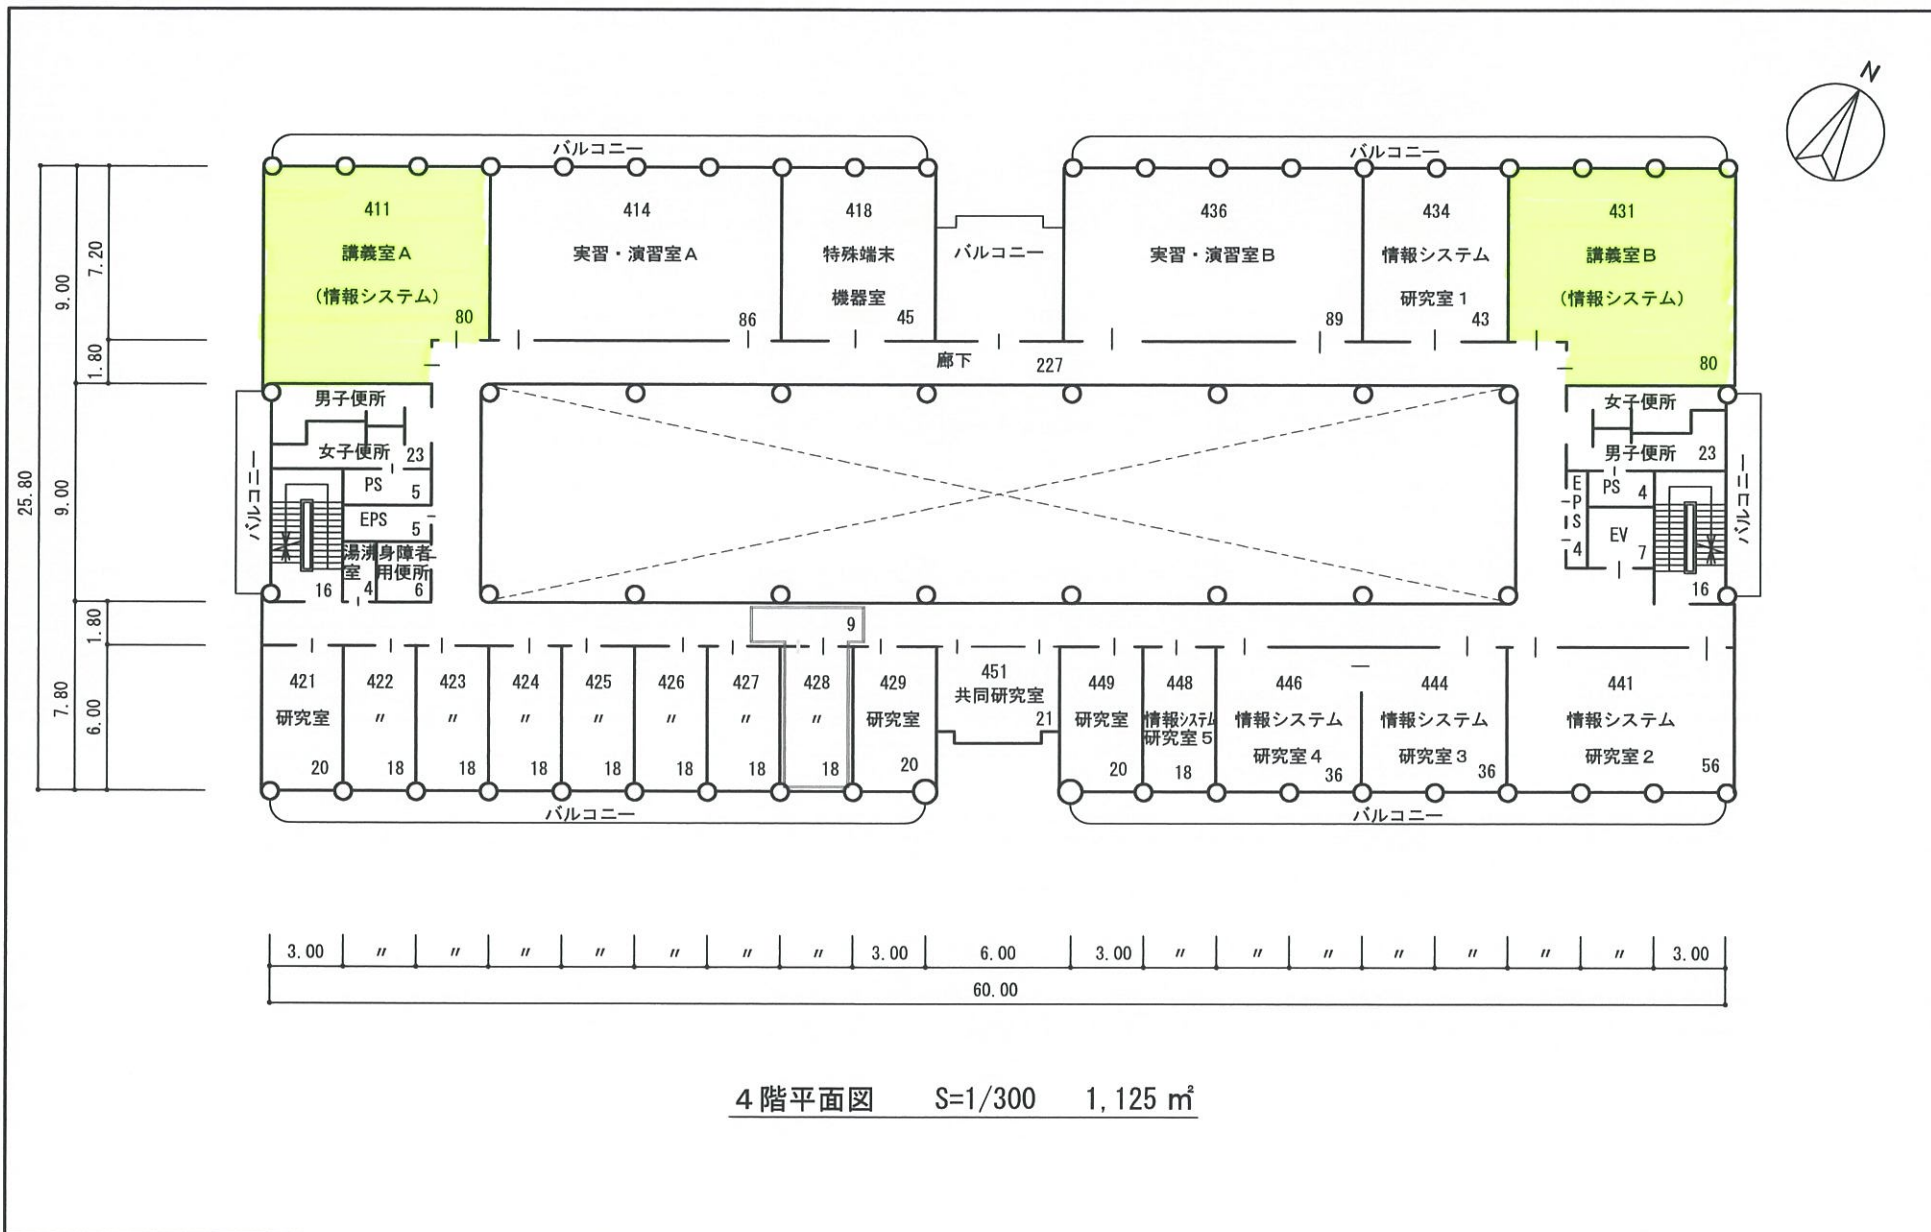 N
バルコニー
バルコニー
411
講義室A
(情報システム)
80
414
実習・演習室A
86
418
特殊端末
機器室
45
バルコニー
436
実習・演習室B
89
434
情報システム
研究室1
43
431
講義室B
(情報システム)
80
廊下
227
25.80
9.00
7.20
1.80
9.00
7.80
1.80
6.00
バルコニー
男子便所
女子便所
23
PS
5
EPS
5
湯沸
室
4
身障者
用便所
6
16
女子便所
男子便所
23
EPS
4
PS
4
EV
7
16
バルコニー
9
421
研究室
20
422
〃
18
423
〃
18
424
〃
18
425
〃
18
426
〃
18
427
〃
18
428
〃
18
429
研究室
20
451
共同研究室
21
449
研究室
20
448
情報システム
研究室5
18
446
情報システム
研究室4
36
444
情報システム
研究室3
36
441
情報システム
研究室2
56
バルコニー
バルコニー
3.00 〃 〃 〃 〃 〃 〃 〃 3.00 6.00 3.00 〃 〃 〃 〃 〃 〃 〃 3.00
60.00
4階平面図 S=1/300 1,125 ㎡